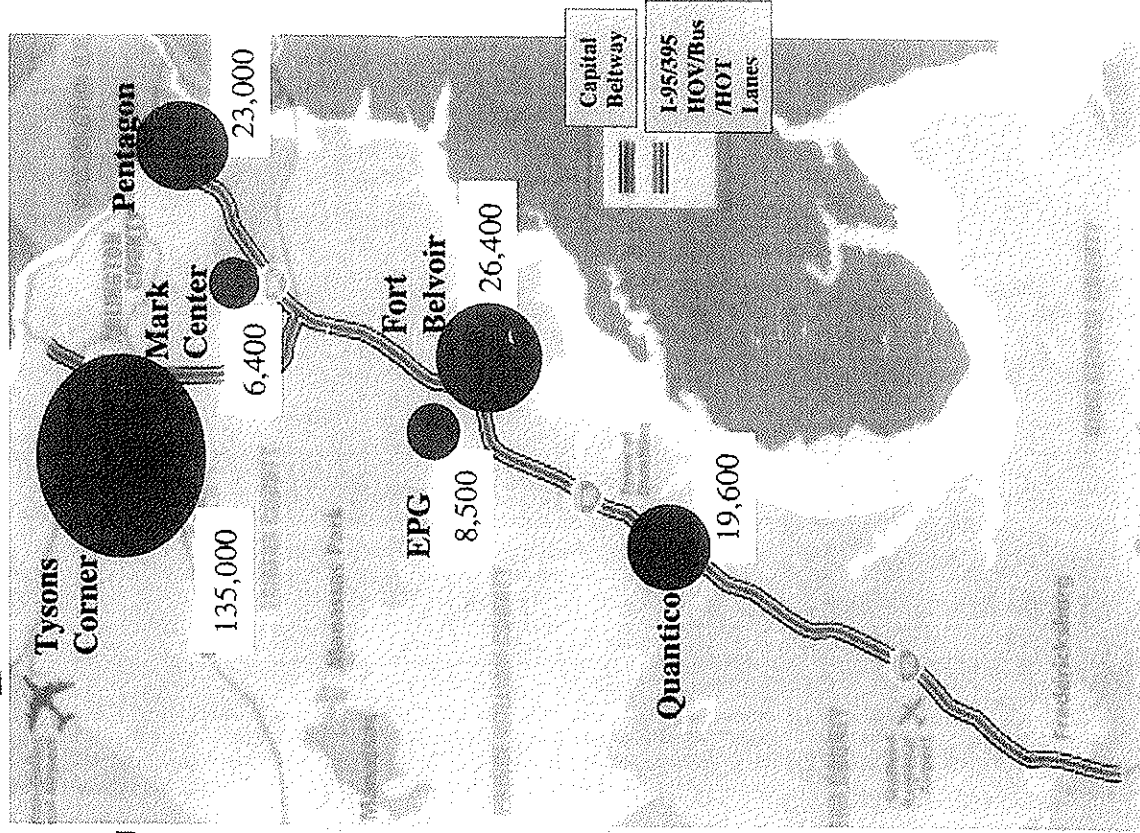 Tysons
Corner
135,000
Pentagon
23,000
Mark
Center
6,400
EPG
8,500
Fort
Belvoir
26,400
Quantico
19,600
Capital
Beltway
I-95/395
HOV/Bus
/HOT
Lanes